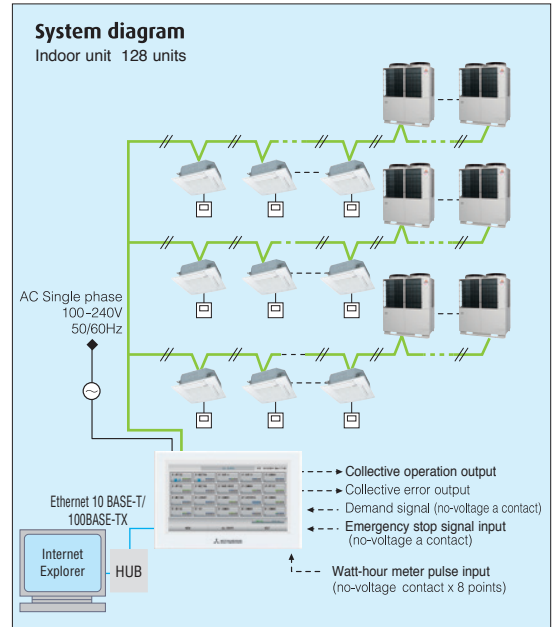 System diagram
Indoor unit 128 units
AC Single phase
100-240V
50/60Hz
Ethernet 10 BASE-T/
100BASE-TX
Internet
Explorer
HUB
Collective operation output
Collective error output
Demand signal (no-voltage a contact)
Emergency stop signal input
(no-voltage a contact)
Watt-hour meter pulse input
(no-voltage contact x 8 points)